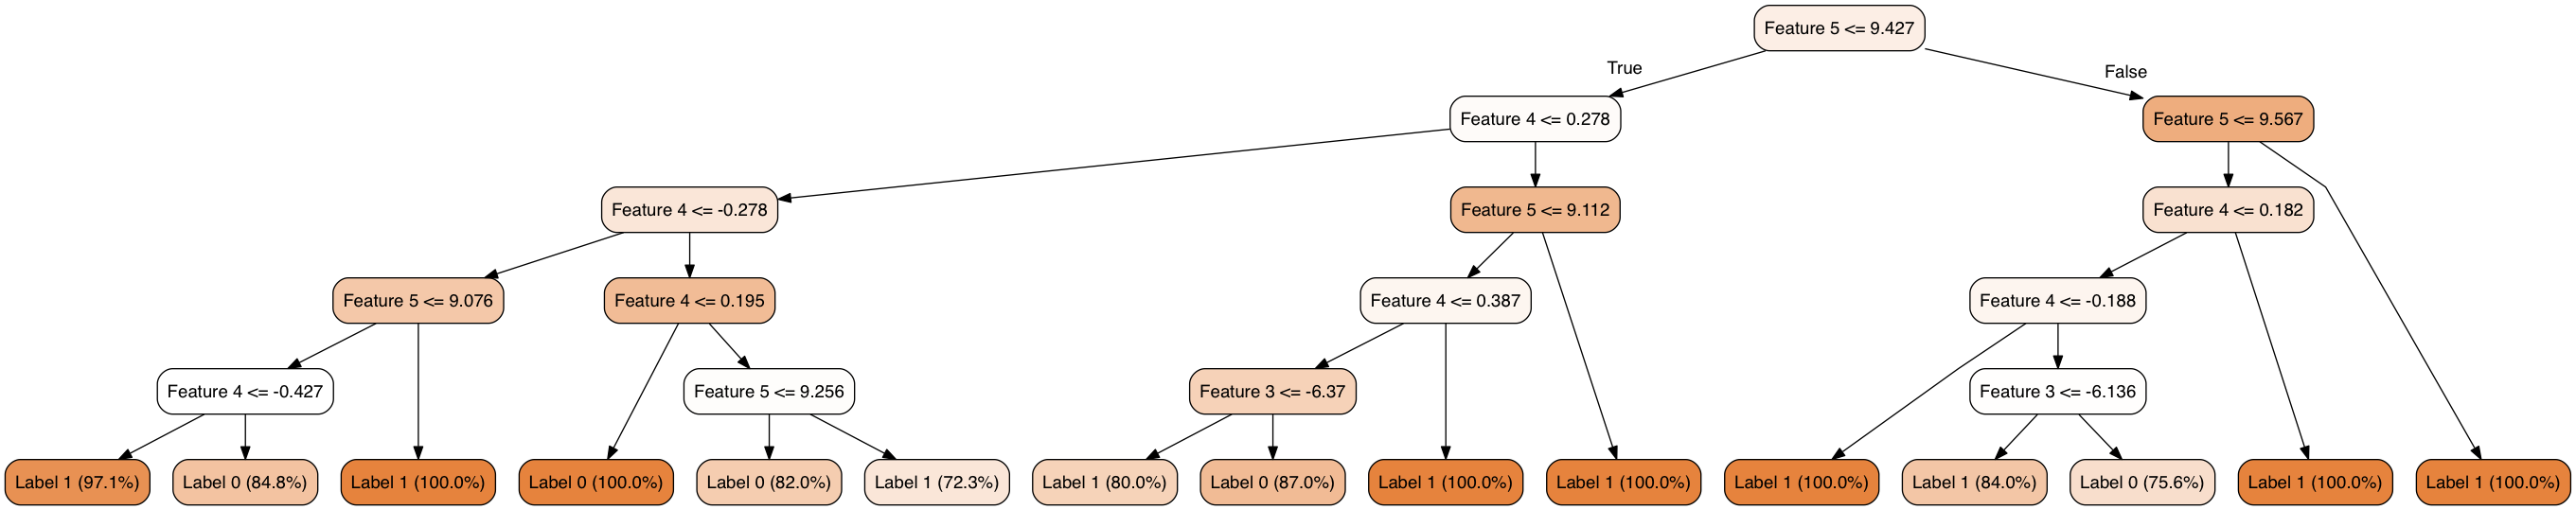 Feature 5 <= 9.427
True
False
Feature 4 <= 0.278
Feature 5 <= 9.567
Feature 4 <= -0.278
Feature 5 <= 9.112
Feature 4 <= 0.182
Feature 5 <= 9.076
Feature 4 <= 0.195
Feature 4 <= 0.387
Feature 4 <= -0.188
Feature 4 <= -0.427
Feature 5 <= 9.256
Feature 3 <= -6.37
Feature 3 <= -6.136
Label 1 (97.1%)
Label 0 (84.8%)
Label 1 (100.0%)
Label 0 (100.0%)
Label 0 (82.0%)
Label 1 (72.3%)
Label 1 (80.0%)
Label 0 (87.0%)
Label 1 (100.0%)
Label 1 (100.0%)
Label 1 (100.0%)
Label 1 (84.0%)
Label 0 (75.6%)
Label 1 (100.0%)
Label 1 (100.0%)